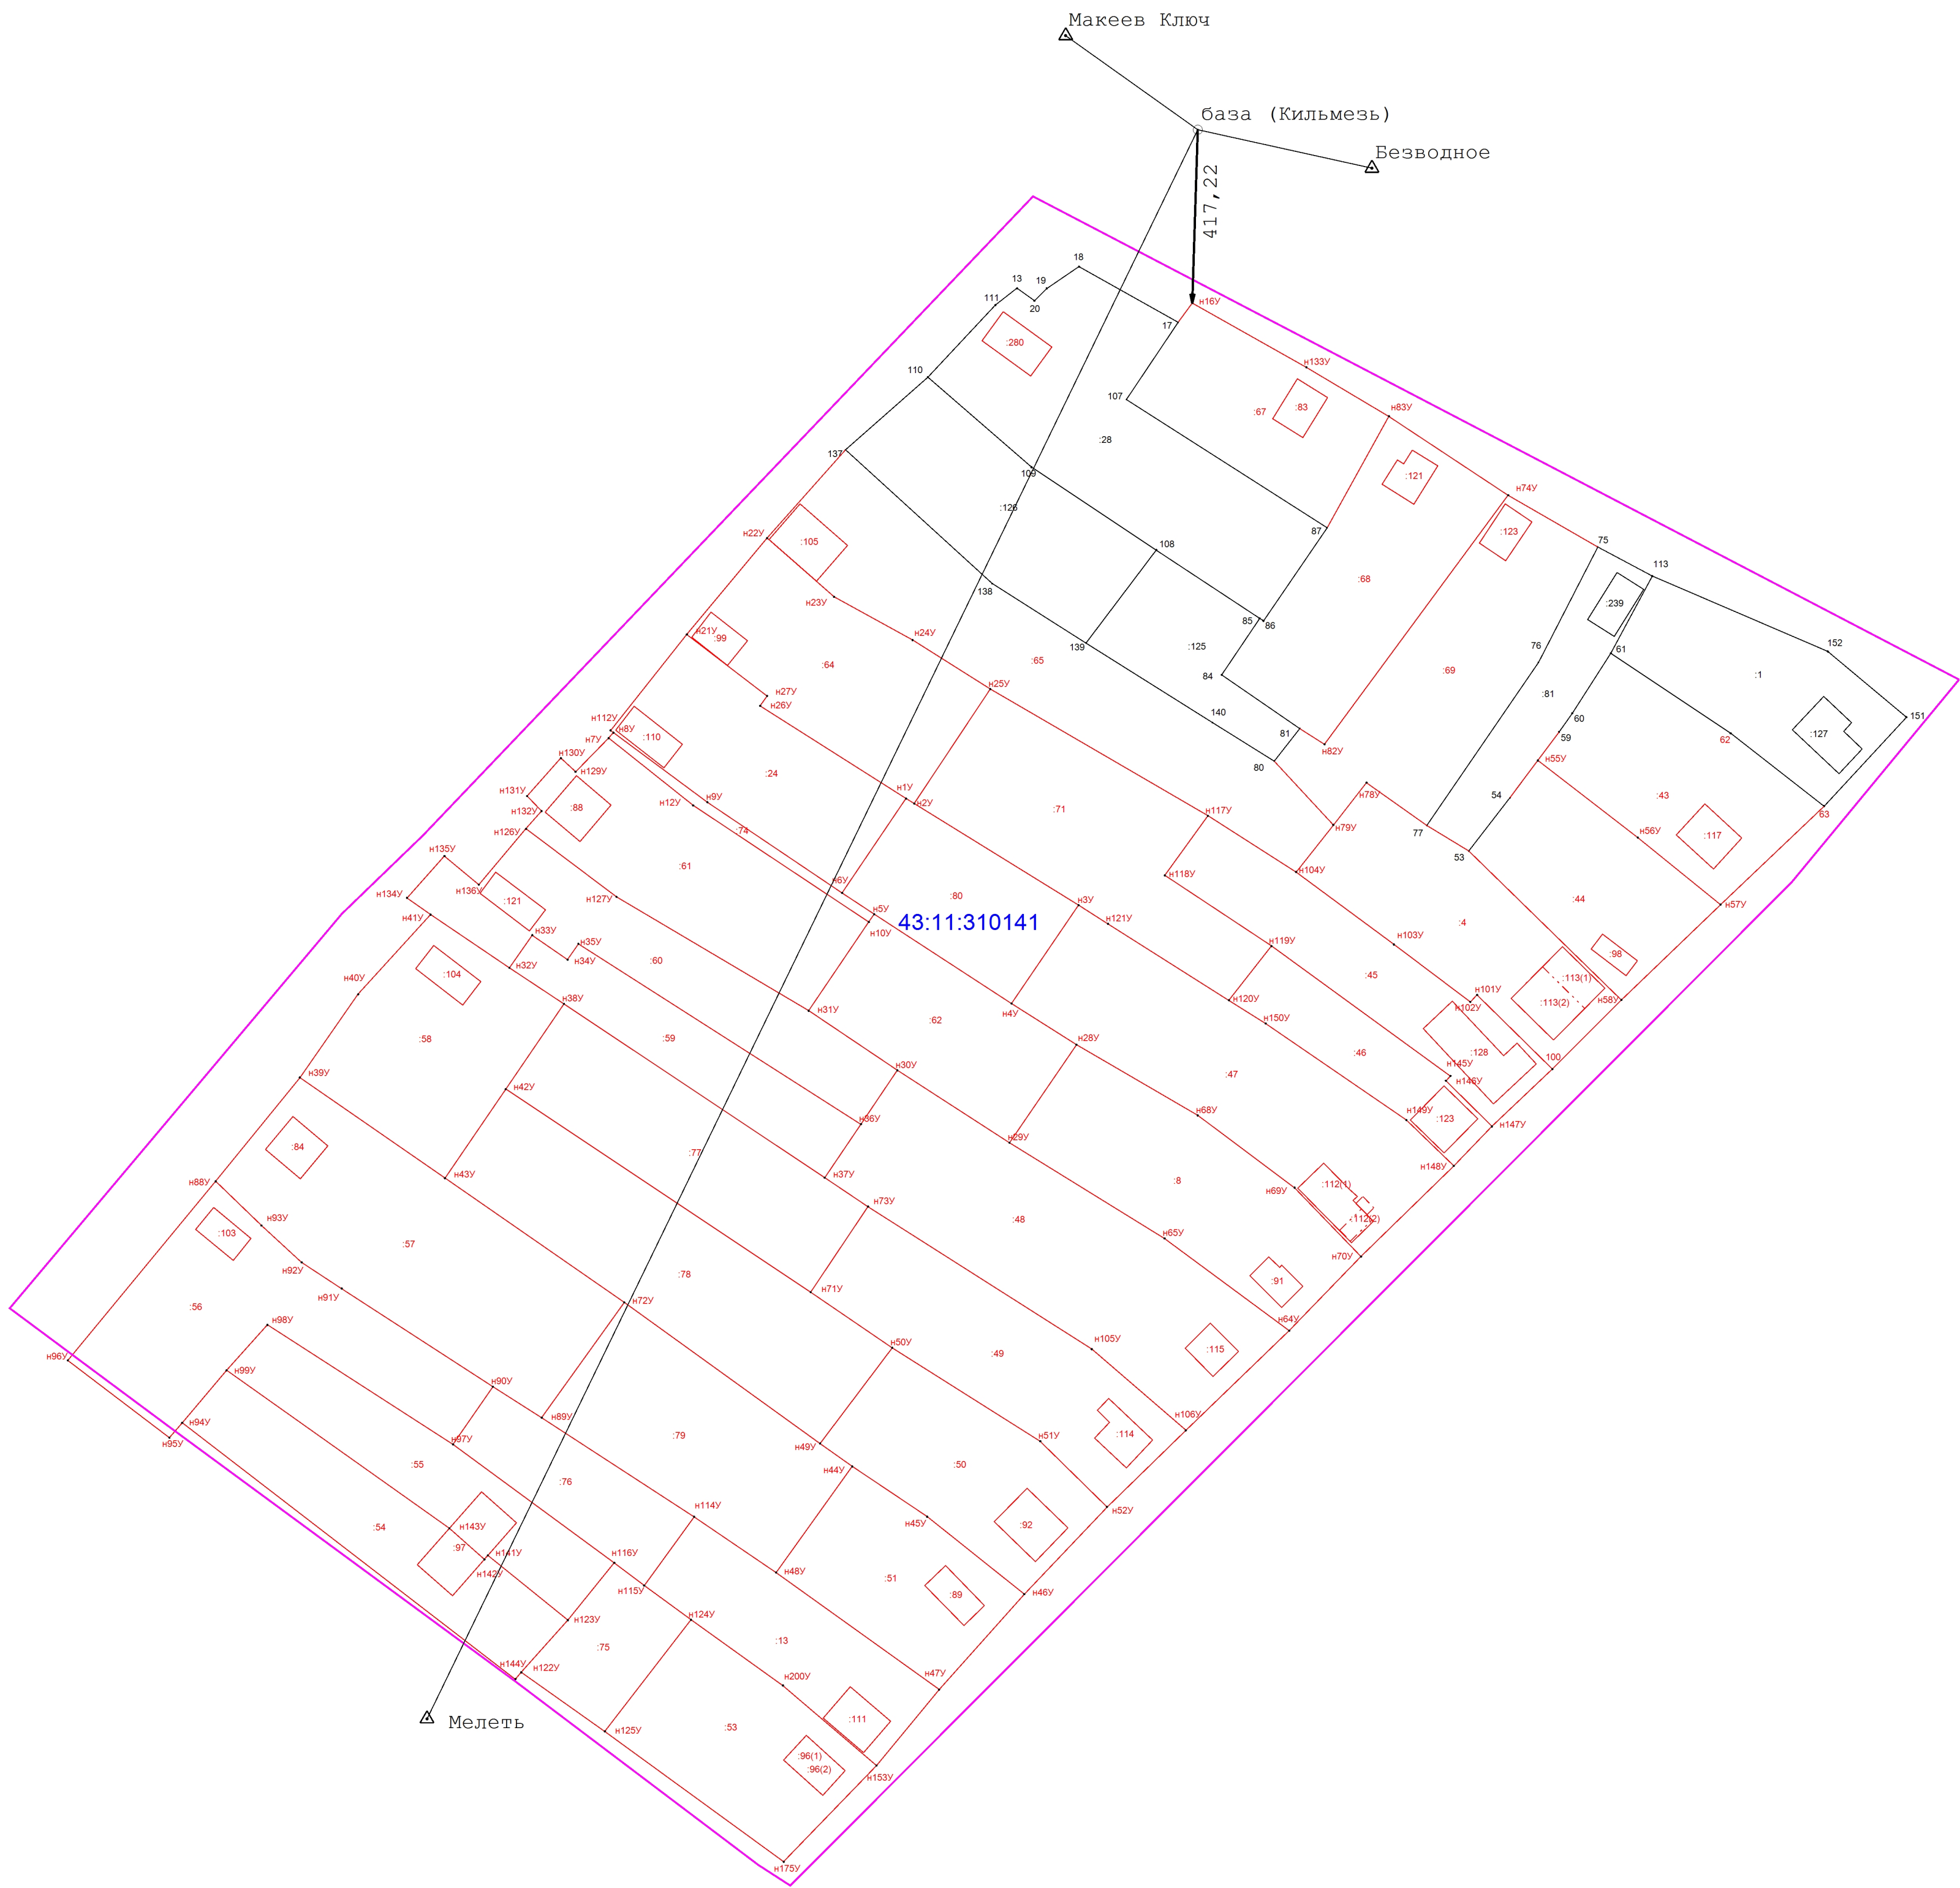 Макеев Ключ
база (Кильмезь)
Безводное
417,22
18
13
19
111
20
н16У
17
:280
н133У
110
107
:67
:83
н83У
:28
137
109
:121
н74У
:126
н22У
:105
87
:123
75
108
113
:68
138
н23У
:239
85
86
н21У
:99
н24У
76
61
152
139
:125
:64
:65
84
:69
:1
н25У
н27У
:81
н26У
140
60
151
н112У
н8У
:110
81
59
62
:127
н7У
н82У
н130У
80
н55У
н129У
:24
н131У
н1У
54
:43
н78У
н9У
н2У
:88
н12У
:71
н117У
63
н132У
н126У
:74
н79У
77
:117
н56У
н135У
53
:61
н118У
н104У
н136У
н6У
н134У
:121
н127У
:80
:44
н57У
н41У
н5У
н3У
43:11:310141
н10У
н121У
:4
н33У
н35У
н119У
н103У
:98
н34У
:60
н32У
:104
:45
:113(1)
н40У
н101У
:113(2)
н58У
н38У
н31У
н4У
н120У
н102У
:62
н150У
:58
:59
н28У
:46
:128
100
н30У
н39У
:47
н145У
н146У
н42У
н68У
н149У
:123
н36У
н147У
н29У
:84
:77
н148У
н43У
н37У
:8
н88У
:112(1)
н69У
н73У
н93У
:48
:112(2)
:103
н65У
:57
н70У
н92У
:78
:91
н71У
н91У
:56
н72У
н64У
н98У
н105У
н50У
:115
н96У
:49
н99У
н90У
н89У
н106У
н94У
н51У
:114
н95У
н97У
:79
н49У
:55
н44У
:50
:76
н114У
н52У
:54
н143У
н45У
:92
:97
н141У
н116У
н142У
н48У
:51
н115У
:89
н46У
н123У
н124У
:75
:13
н144У
н122У
н47У
н200У
Мелеть
н125У
:53
:111
:96(1)
:96(2)
н153У
н175У